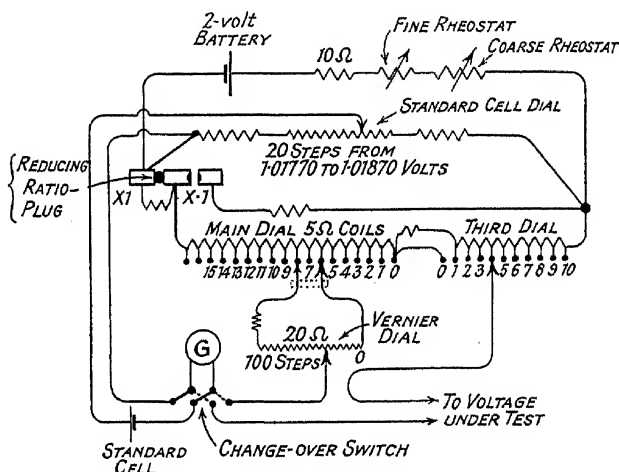 2-VOLT
BATTERY
10Ω
FINE RHEOSTAT
COARSE RHEOSTAT
STANDARD CELL DIAL
20 STEPS FROM
1·01770 TO 1·01870 VOLTS
REDUCING
RATIO-
PLUG
X1
X·1
MAIN DIAL 5Ω COILS
THIRD DIAL
15 14 13 12 11 10 9 7 5 4 3 2 1 0
0 1 2 3 5 6 7 8 9 10
20Ω
VERNIER
DIAL
100 STEPS
0
G
TO VOLTAGE
UNDER TEST
CHANGE-OVER SWITCH
STANDARD
CELL